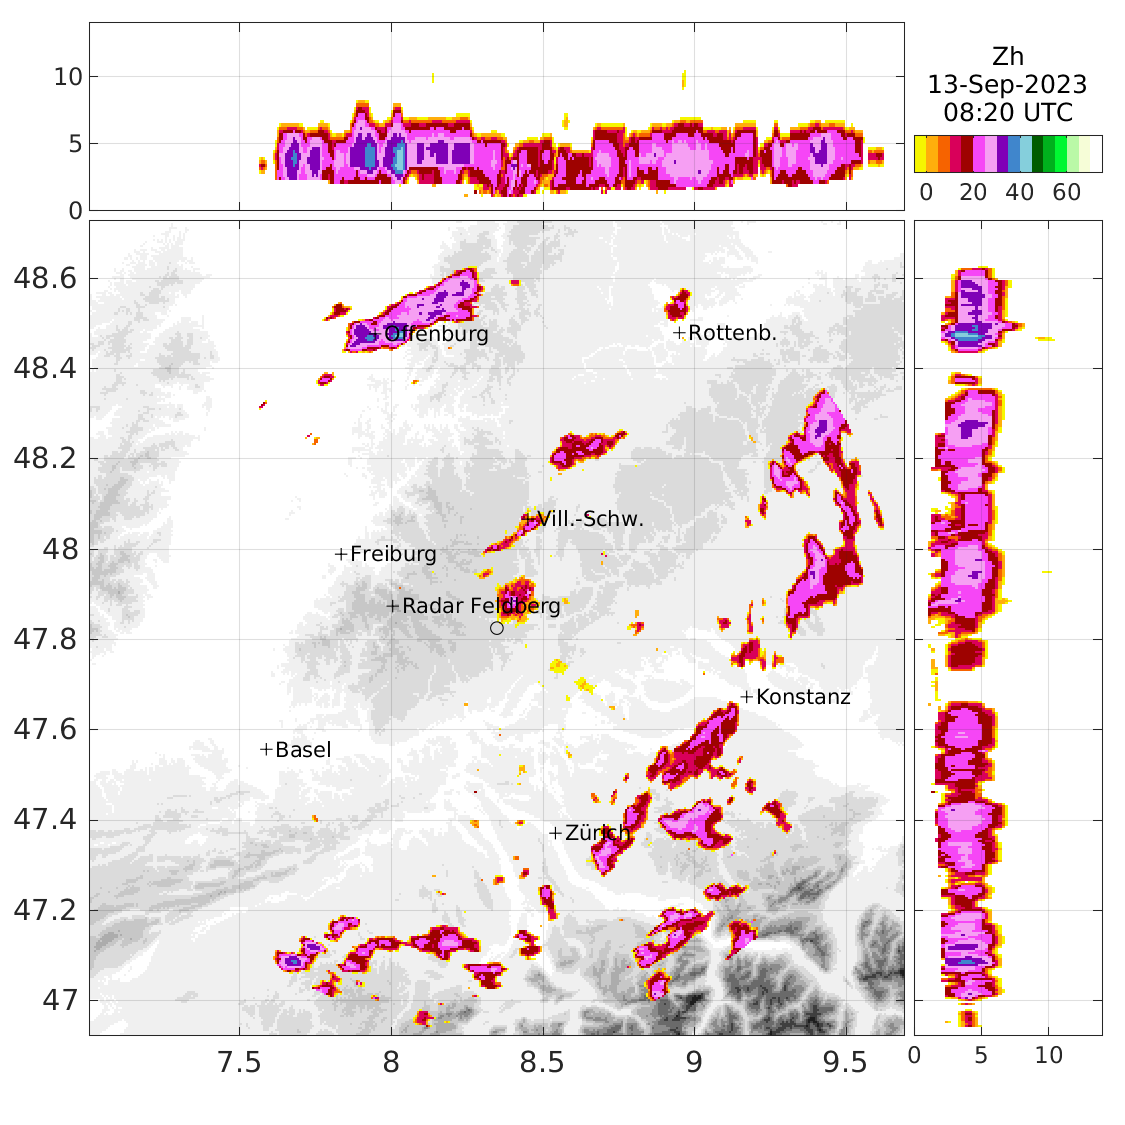 10
5
0
Zh
13-Sep-2023
08:20 UTC
0 20 40 60
48.6
48.4
48.2
48
47.8
47.6
47.4
47.2
47
Offenburg
+Rottenb.
+Vill.-Schw.
+Freiburg
+Radar Feldberg
+Konstanz
+Basel
+Zürich
7.5 8 8.5 9 9.5
0 5 10